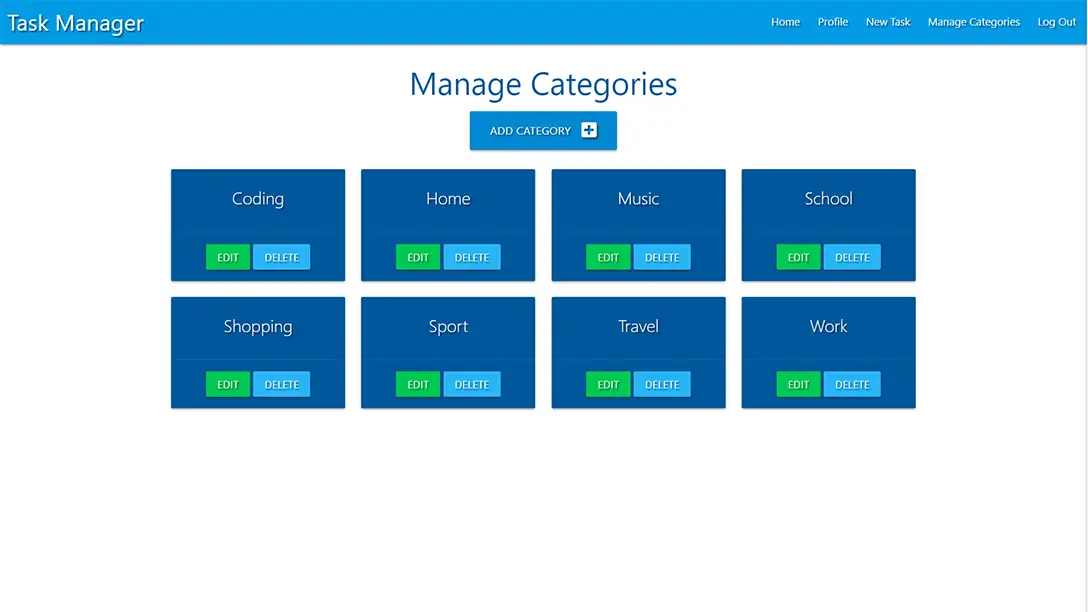 Task Manager
Home Profile New Task Manage Categories Log Out
Manage Categories
ADD CATEGORY
Coding
EDIT DELETE
Home
EDIT DELETE
Music
EDIT DELETE
School
EDIT DELETE
Shopping
EDIT DELETE
Sport
EDIT DELETE
Travel
EDIT DELETE
Work
EDIT DELETE